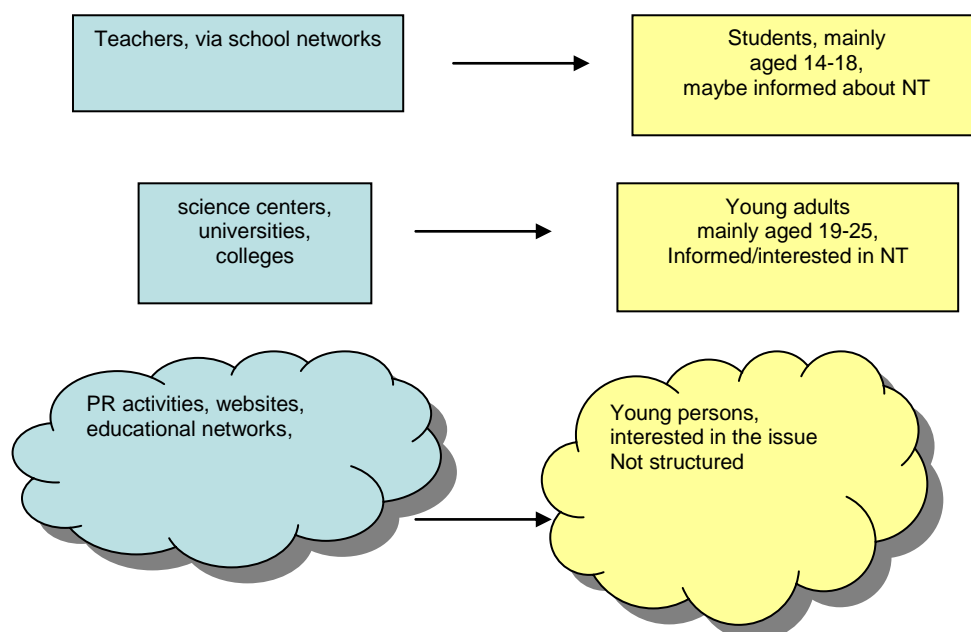 Teachers, via school networks
Students, mainly
aged 14-18,
maybe informed about NT
science centers,
universities,
colleges
Young adults
mainly aged 19-25,
Informed/interested in NT
PR activities, websites,
educational networks,
Young persons,
interested in the issue
Not structured